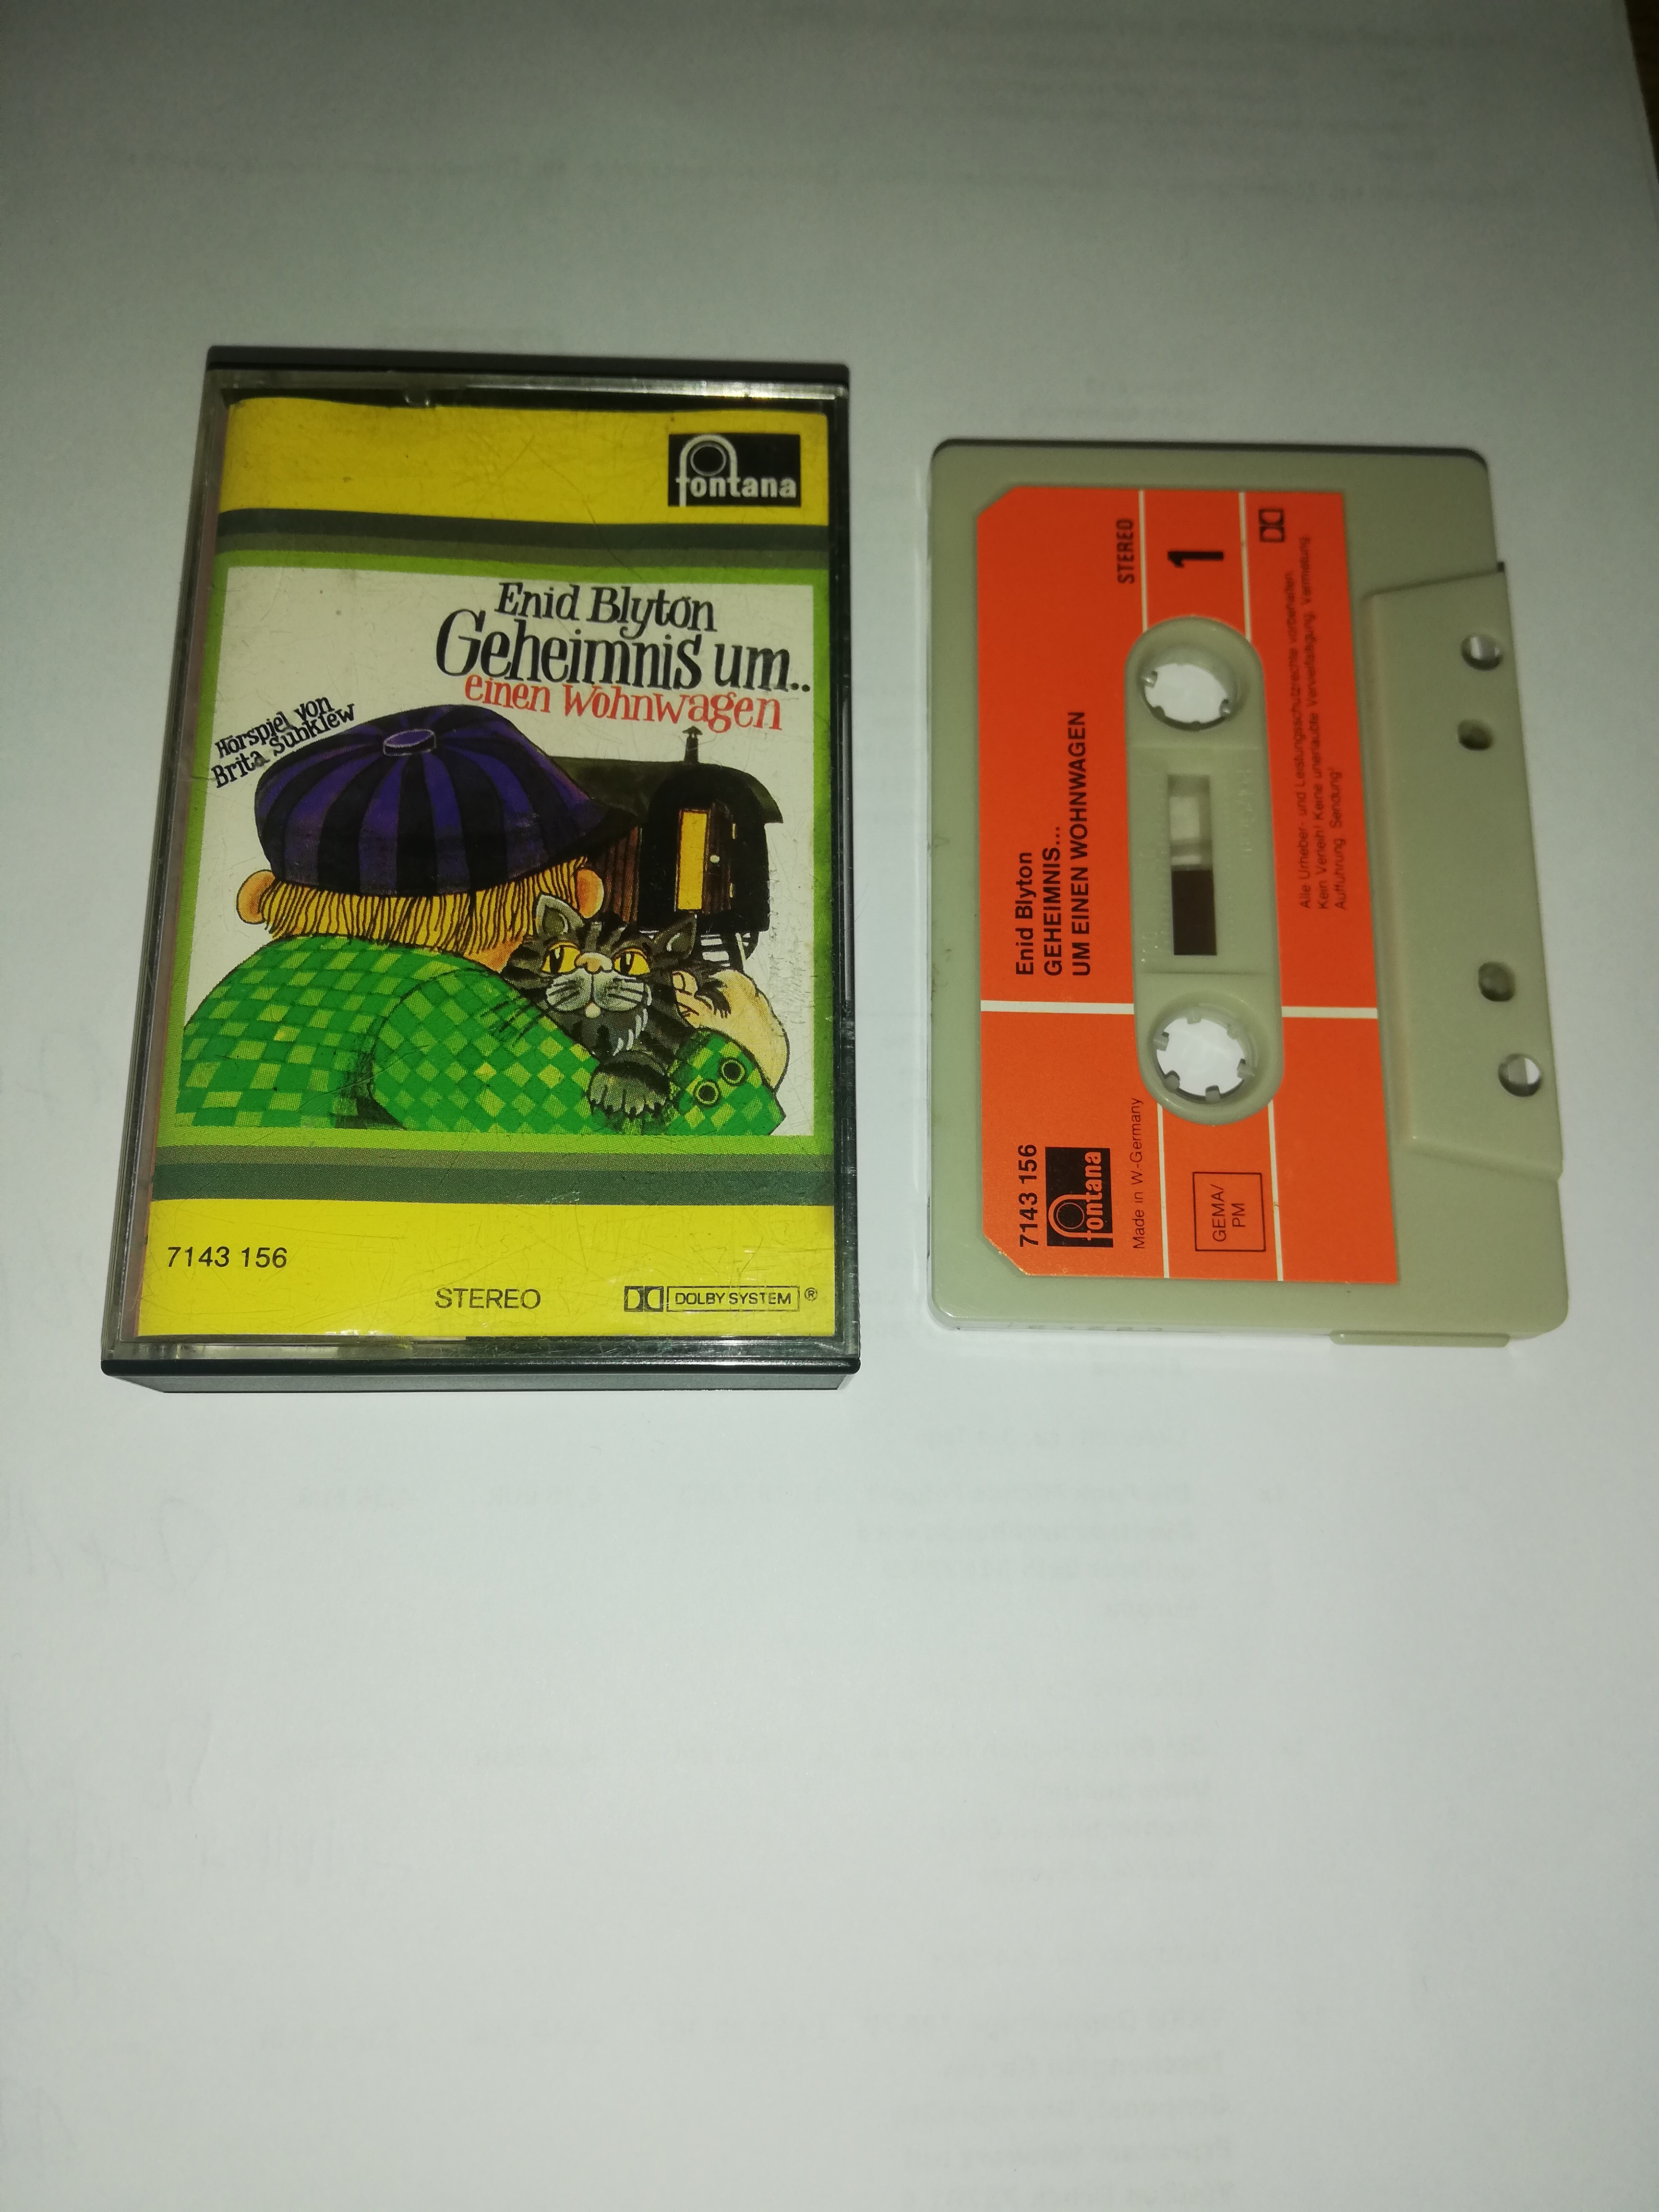 fontana
Enid Blyton
Geheimnis um..
einen Wohnwagen
Hörspiel von
Brita Subklew
7143 156
STEREO
DOLBY SYSTEM ®
7143 156
fontana
Made in W.-Germany
GEMA/
PM
Enid Blyton
GEHEIMNIS...
UM EINEN WOHNWAGEN
STEREO
1
Alle Urheber- und Leistungsschutzrechte vorbehalten.
Kein Verleih! Keine unerlaubte Vervielfältigung, Vermietung,
Aufführung, Sendung!